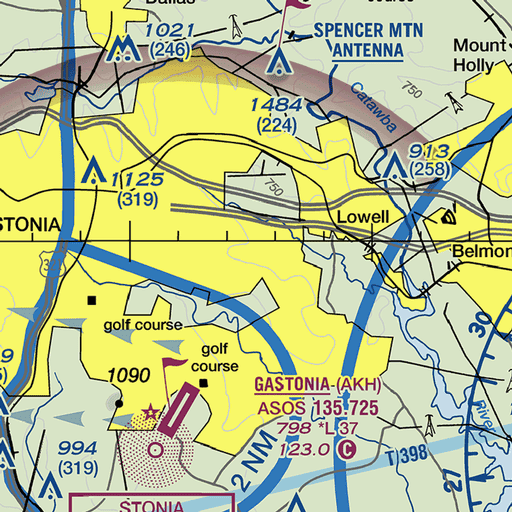 Dallas
course
1021
(246)
SPENCER MTN
ANTENNA
Mount
Holly
750
Catawba
1484
(224)
913
(258)
1125
(319)
750
Lowell
STONIA
Belmon
golf course
golf
course
30
1090
GASTONIA (AKH)
ASOS 135.725
798 *L 37
123.0 C
River
994
(319)
2 NM
T 398
27
STONIA